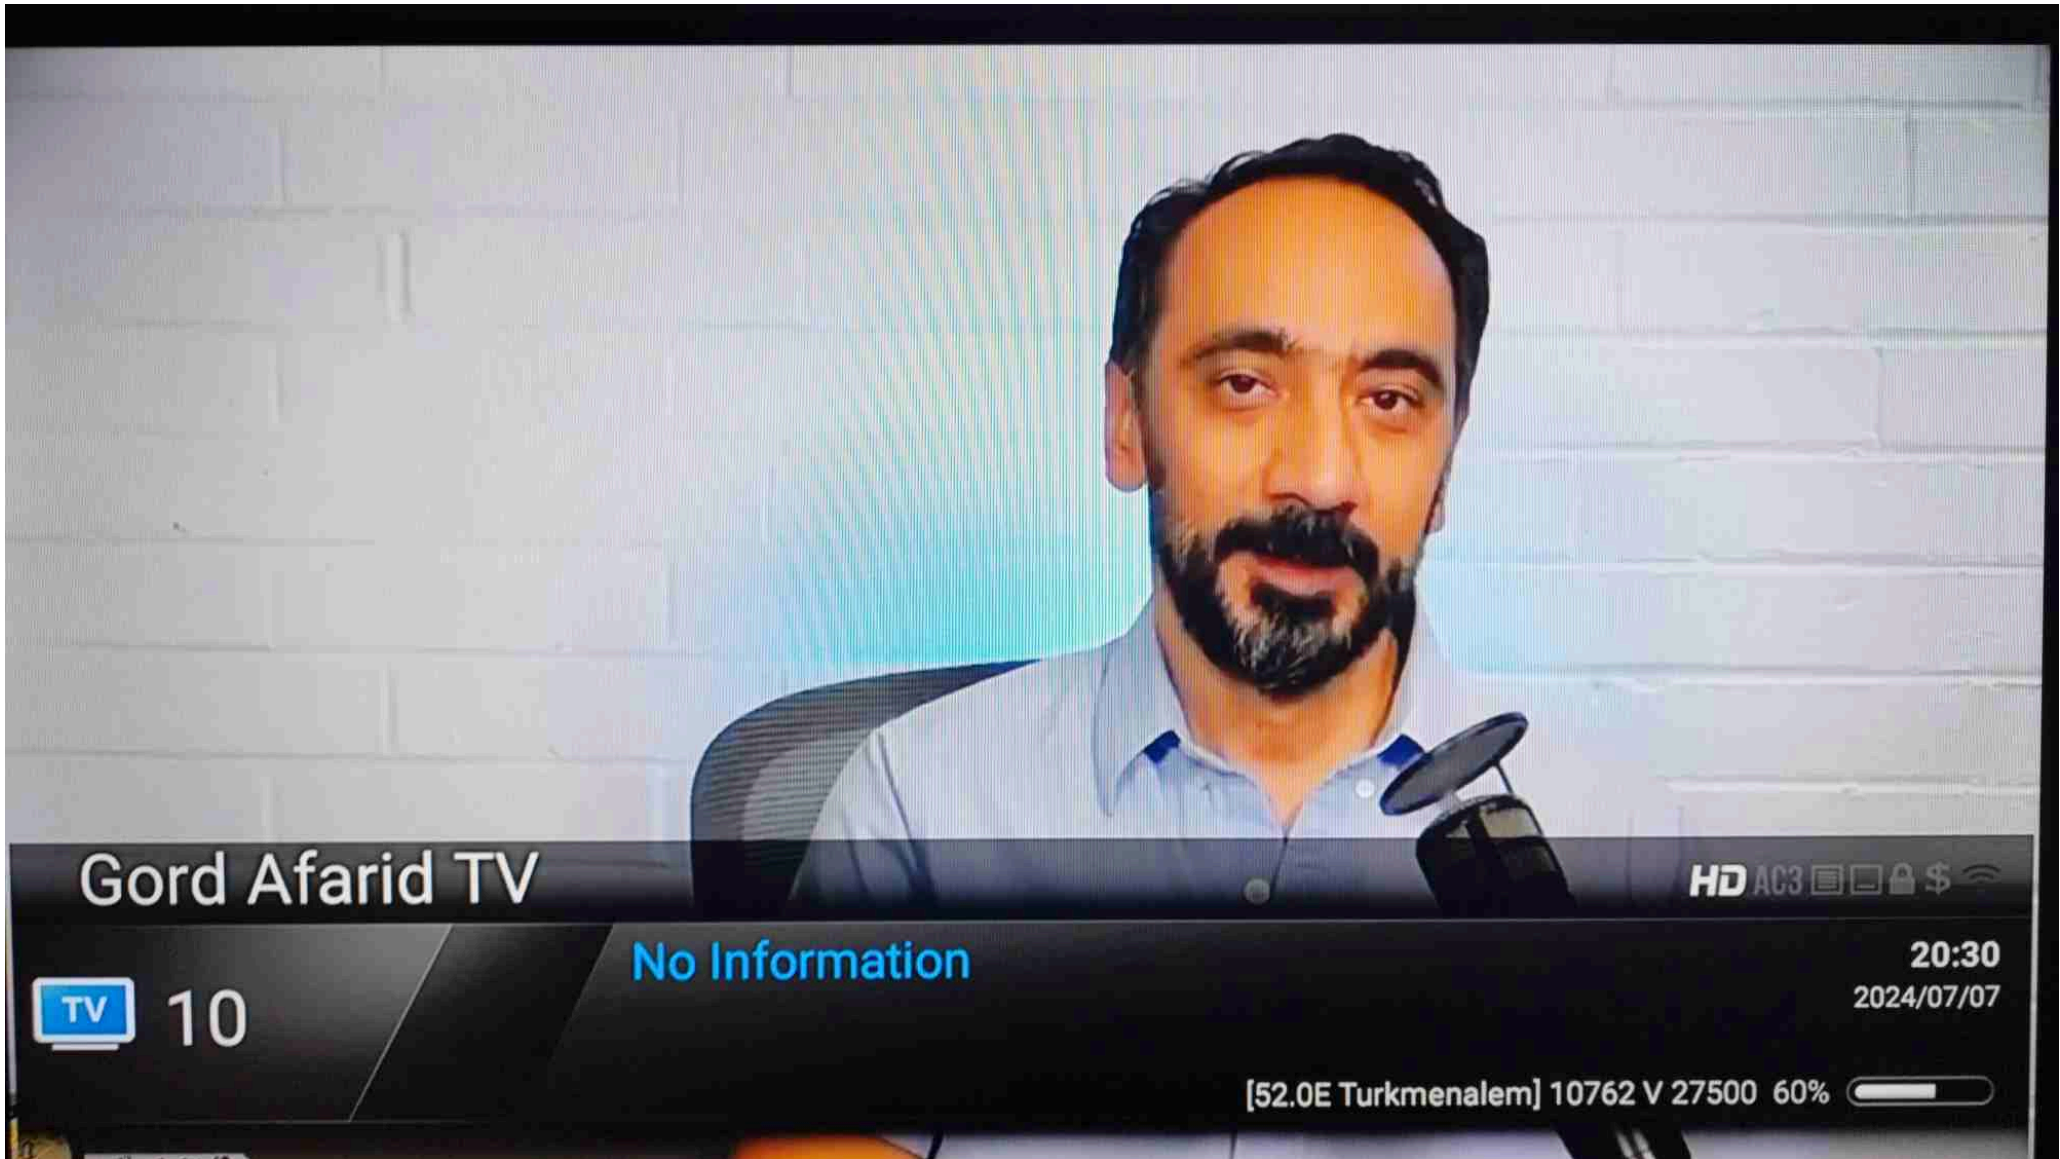 Gord Afarid TV
HD AC3 $
No Information
20:30
TV 10
2024/07/07
[52.0E Turkmenalem] 10762 V 27500 60%